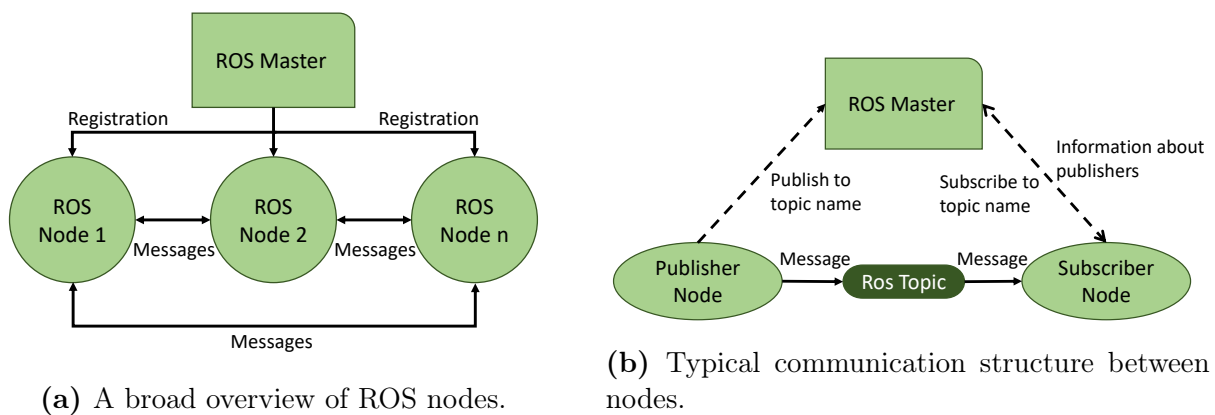 ROS Master
Registration
Registration
ROS
Node 1
ROS
Node 2
ROS
Node n
Messages
Messages
Messages
(a) A broad overview of ROS nodes.
ROS Master
Publish to
topic name
Subscribe to
topic name
Information about
publishers
Publisher
Node
Message
Ros Topic
Message
Subscriber
Node
(b) Typical communication structure between
nodes.